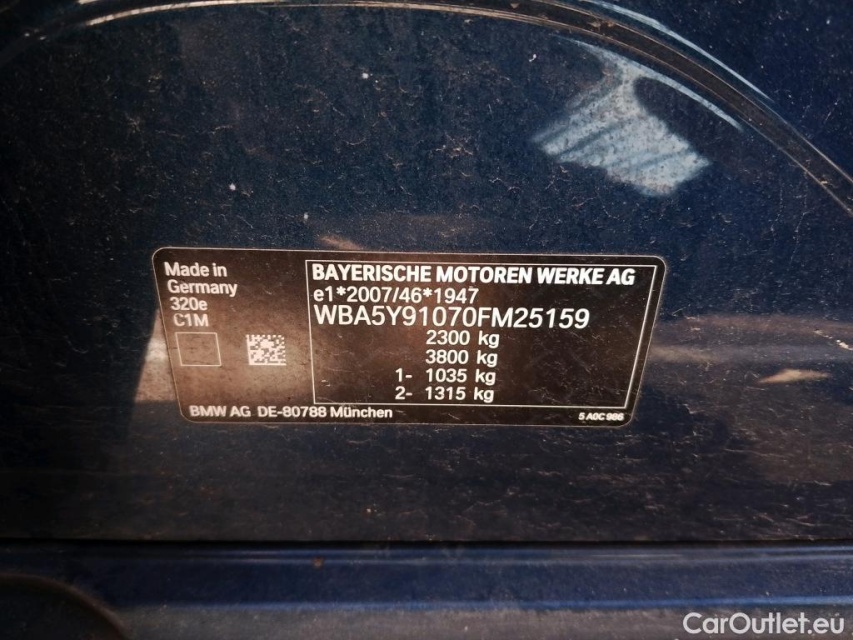 Made in
Germany
320e
C1M
BAYERISCHE MOTOREN WERKE AG
e1*2007/46*1947
WBA5Y91070FM25159
2300 kg
3800 kg
1- 1035 kg
2- 1315 kg
BMW AG DE-80788 München
5 A0C 986
CarOutlet.eu